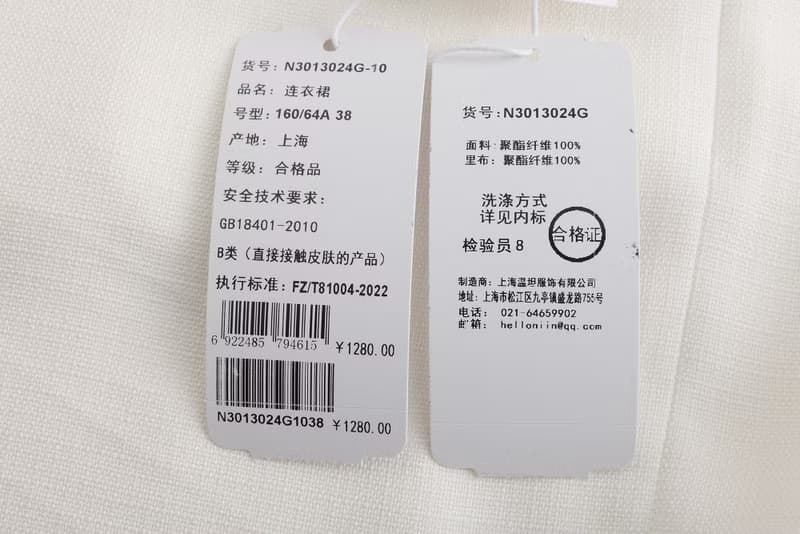 货号: N3013024G-10
品名: 连衣裙
号型: 160/64A 38
产地: 上海
等级: 合格品
安全技术要求:
GB18401-2010
B类 (直接接触皮肤的产品)
执行标准: FZ/T81004-2022
6 922485 794615 ¥1280.00
N3013024G1038 ¥1280.00
货号: N3013024G
面料: 聚酯纤维100%
里布: 聚酯纤维100%
洗涤方式
详见内标
合格证
检验员 8
制造商: 上海温坦服饰有限公司
地址: 上海市松江区九亭镇盛龙路755号
电话: 021-64659902
邮箱: helloniin@qq.com